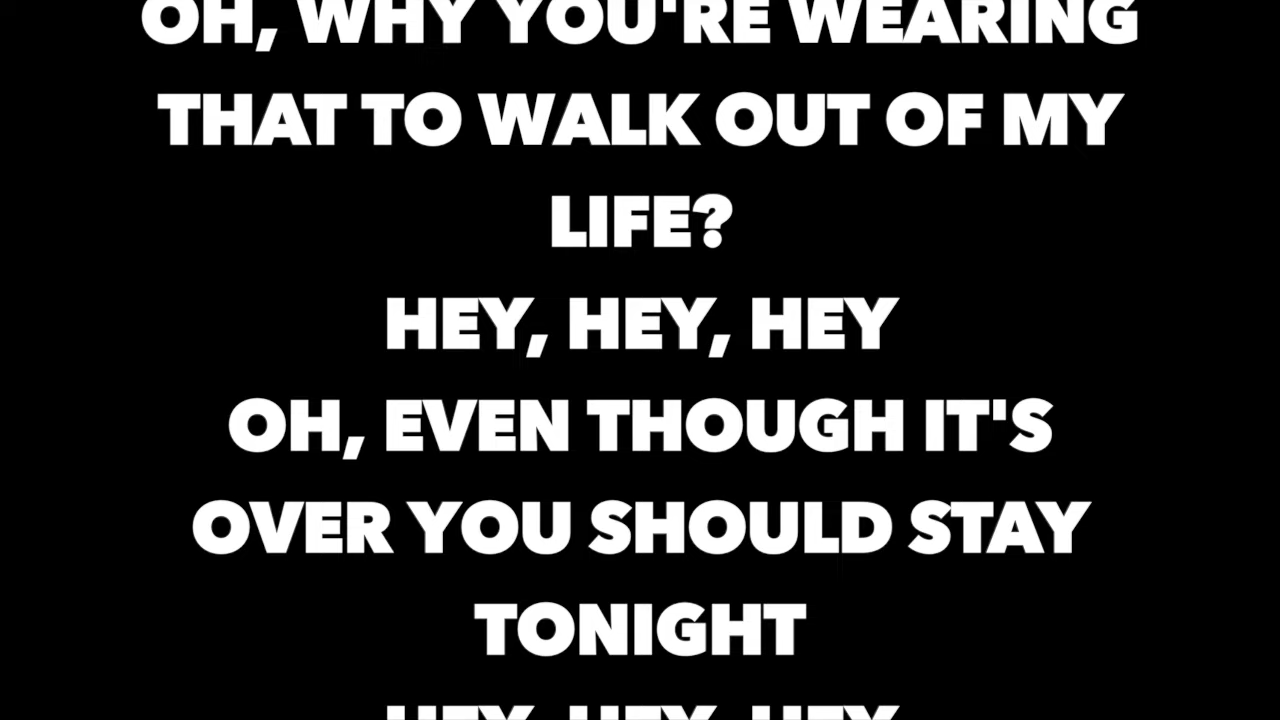 OH, WHY YOU'RE WEARING
THAT TO WALK OUT OF MY
LIFE?
HEY, HEY, HEY
OH, EVEN THOUGH IT'S
OVER YOU SHOULD STAY
TONIGHT
HEY, HEY, HEY